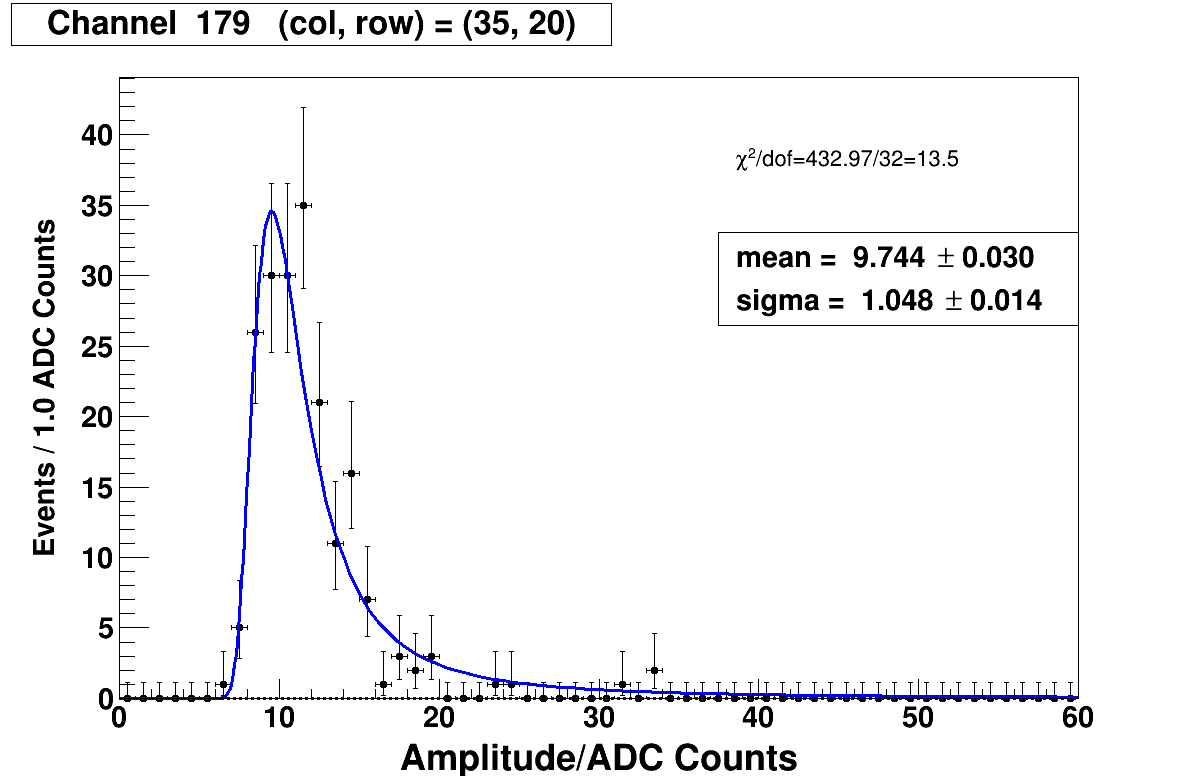 Channel  179   (col, row) = (35, 20)
χ²/dof=432.97/32=13.5
mean =  9.744 ± 0.030
sigma =  1.048 ± 0.014
Events / 1.0 ADC Counts
40
35
30
25
20
15
10
5
0
0 10 20 30 40 50 60
Amplitude/ADC Counts